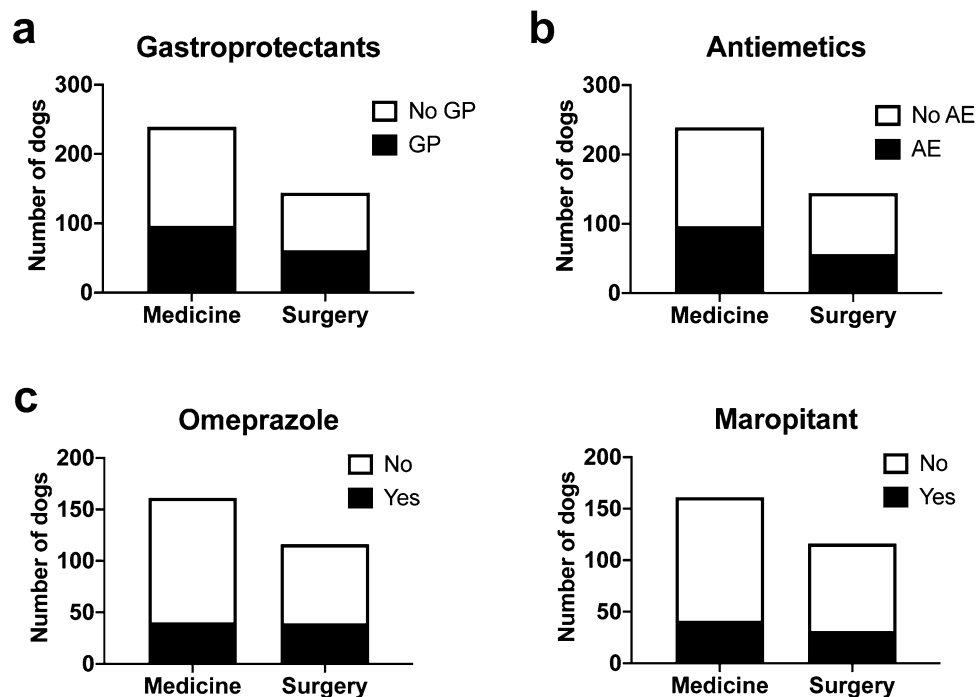 a
Gastroprotectants
Number of dogs
300
200
100
0
No GP
GP
Medicine Surgery
b
Antiemetics
Number of dogs
300
200
100
0
No AE
AE
Medicine Surgery
c
Omeprazole
Number of dogs
200
150
100
50
0
No
Yes
Medicine Surgery
Maropitant
Number of dogs
200
150
100
50
0
No
Yes
Medicine Surgery